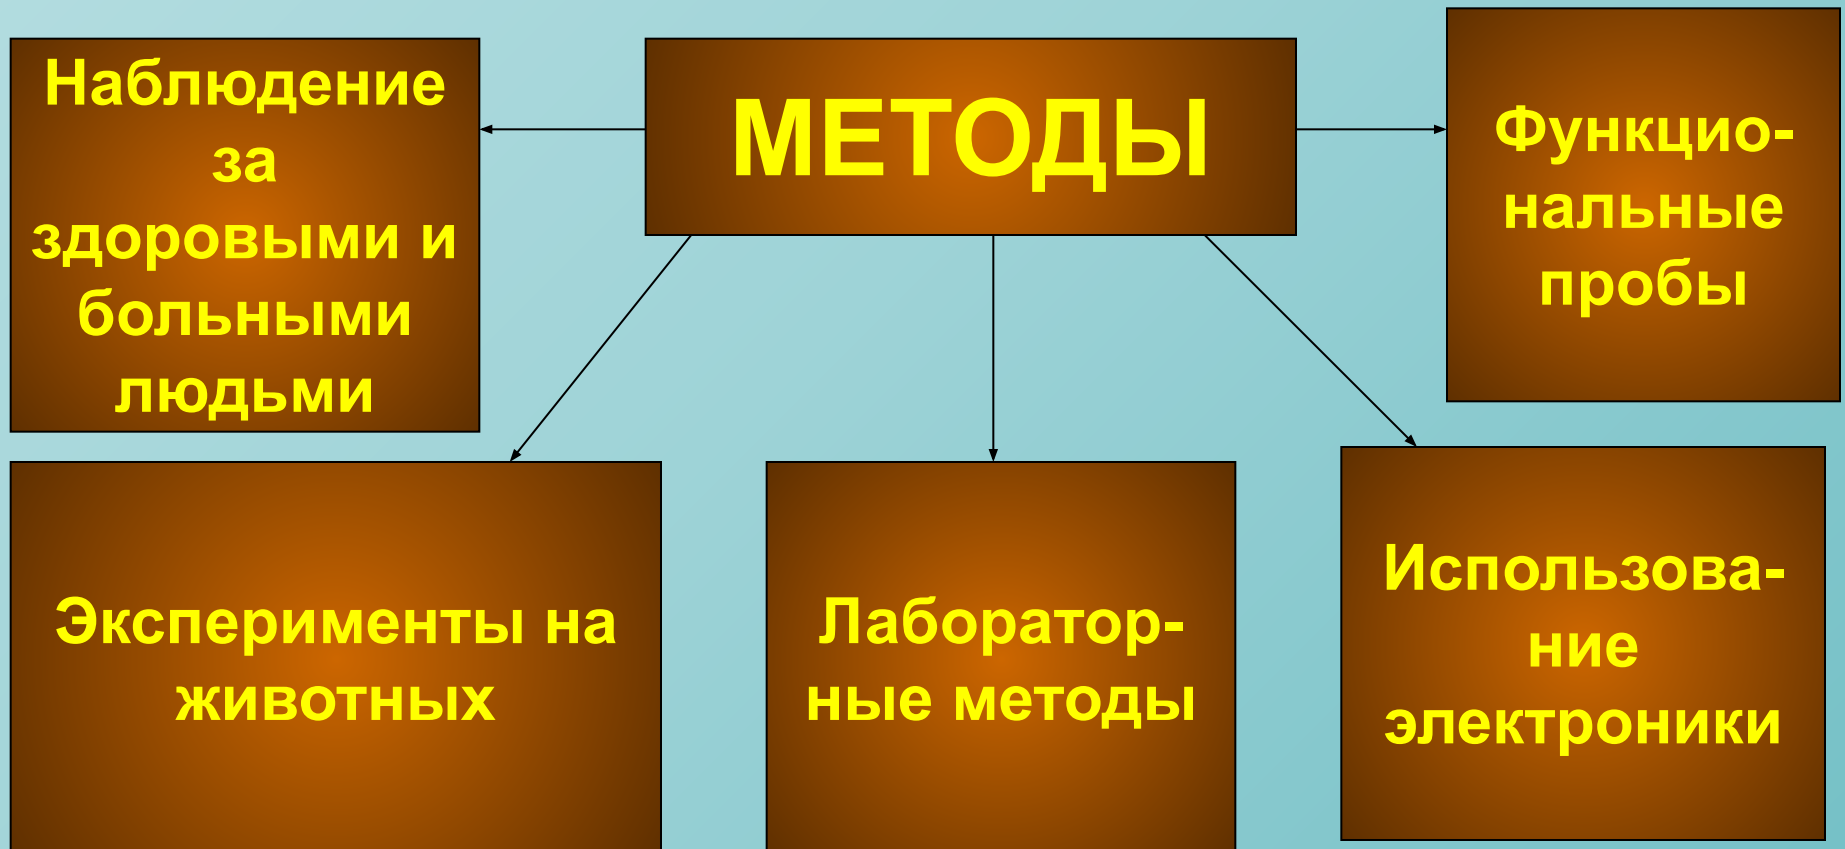 Наблюдение
за
здоровыми и
больными
людьми
МЕТОДЫ
Функцио-
нальные
пробы
Эксперименты на
животных
Лаборатор-
ные методы
Использова-
ние
электроники